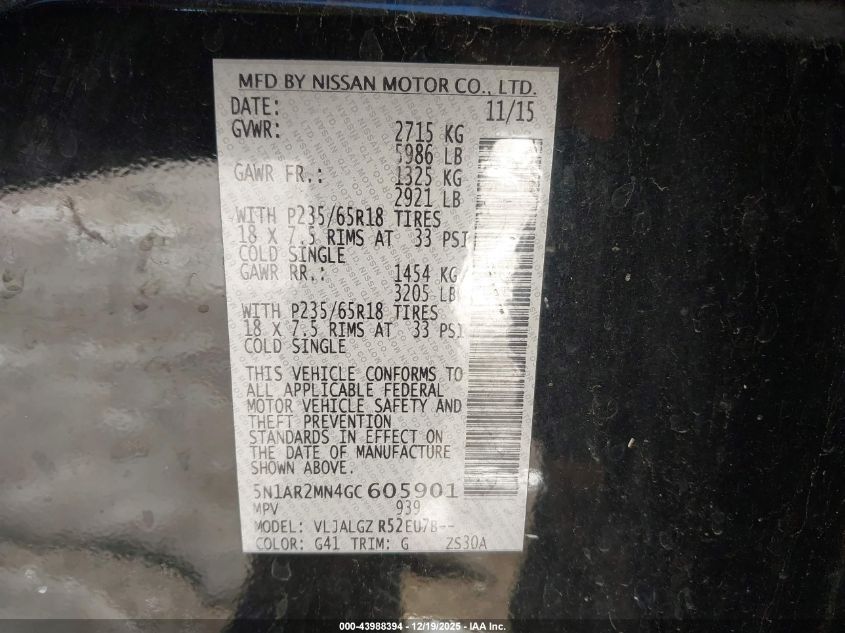 MFD BY NISSAN MOTOR CO., LTD.
DATE: 11/15
GVWR: 2715 KG
5986 LB
GAWR FR.: 1325 KG
2921 LB
WITH P235/65R18 TIRES
18 X 7.5 RIMS AT 33 PSI
COLD SINGLE
GAWR RR.: 1454 KG
3205 LB
WITH P235/65R18 TIRES
18 X 7.5 RIMS AT 33 PSI
COLD SINGLE
THIS VEHICLE CONFORMS TO
ALL APPLICABLE FEDERAL
MOTOR VEHICLE SAFETY AND
THEFT PREVENTION
STANDARDS IN EFFECT ON
THE DATE OF MANUFACTURE
SHOWN ABOVE.
5N1AR2MN4GC605901
MPV 939
MODEL: VLJALGZ R52EU7B--
COLOR: G41 TRIM: G ZS30A
000-43988394 • 12/19/2025 • IAA Inc.